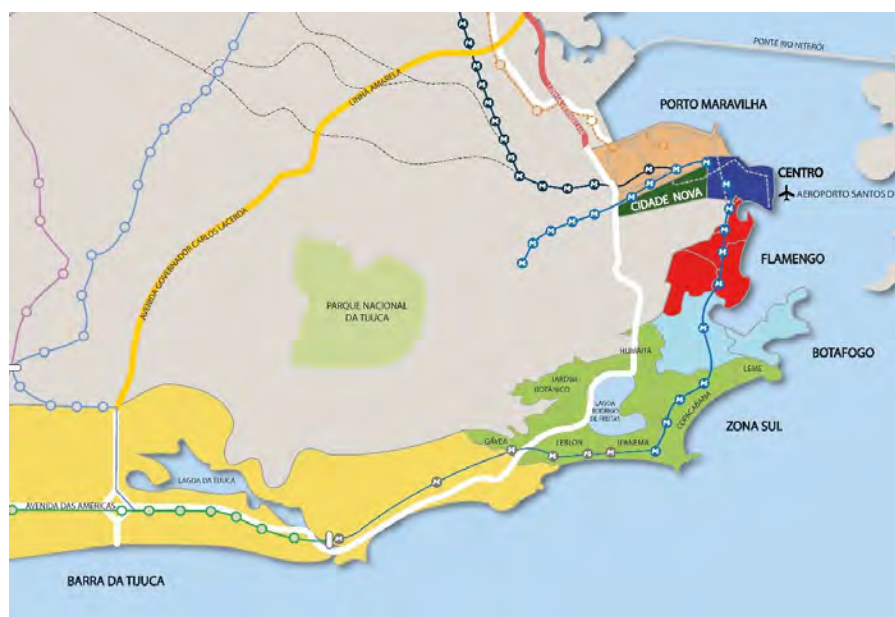 PONTE RIO NITERÓI
LINHA AMARELA
PORTO MARAVILHA
CENTRO
AEROPORTO SANTOS D
CIDADE NOVA
AVENIDA GOVERNADOR CARLOS LACERDA
FLAMENGO
PARQUE NACIONAL
DA TIJUCA
HUMAITÁ
BOTAFOGO
LEME
JARDIM
BOTÂNICO
LAGOA
RODRIGO
DE FREITAS
COPACABANA
ZONA SUL
GÁVEA
LEBLON
IPANEMA
LAGOA DA TIJUCA
AVENIDA DAS AMÉRICAS
BARRA DA TIJUCA